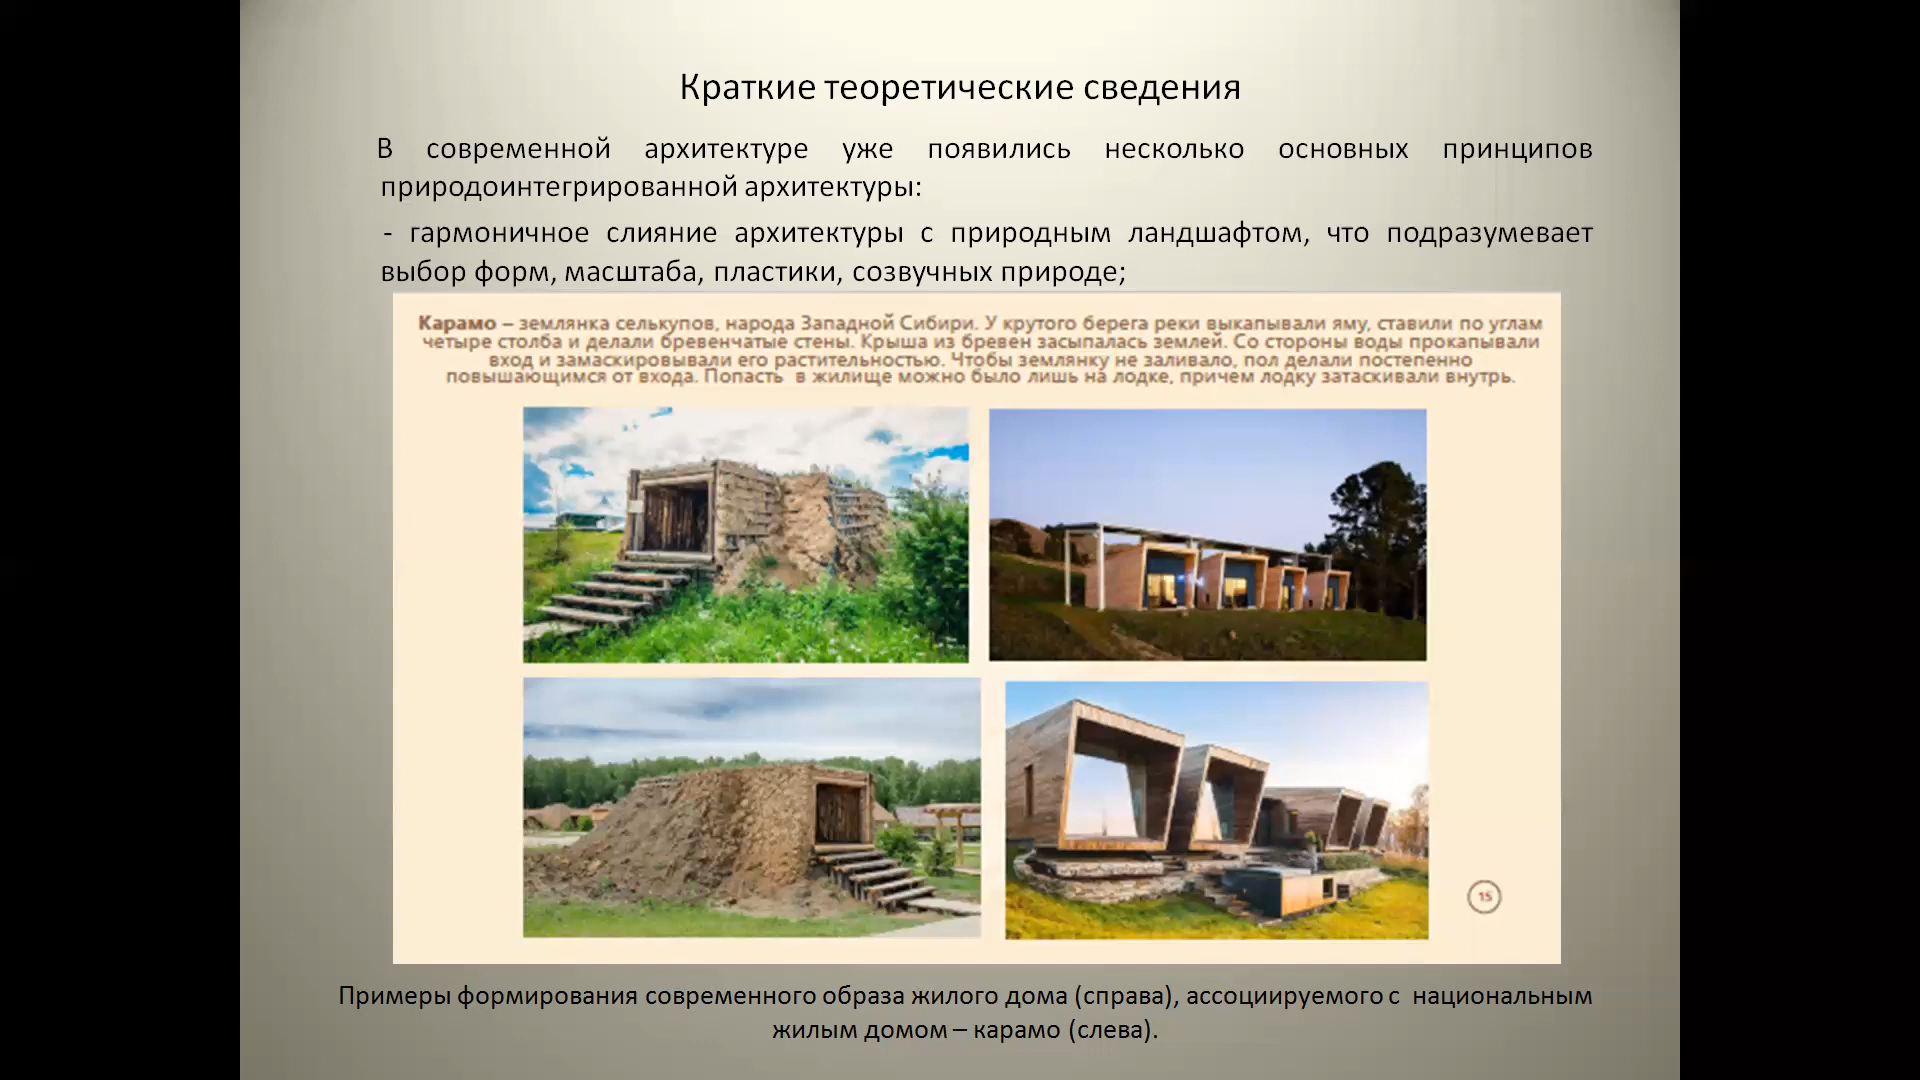 Краткие теоретические сведения
В современной архитектуре уже появились несколько основных принципов
природоинтегрированной архитектуры:
- гармоничное слияние архитектуры с природным ландшафтом, что подразумевает
выбор форм, масштаба, пластики, созвучных природе;
Карамо – землянка селькупов, народа Западной Сибири. У крутого берега реки выкапывали яму, ставили по углам
четыре столба и делали бревенчатые стены. Крыша из бревен засыпалась землей. Со стороны воды прокапывали
вход и замаскировывали его растительностью. Чтобы землянку не заливало, пол делали постепенно
повышающимся от входа. Попасть в жилище можно было лишь на лодке, причем лодку затаскивали внутрь.
15
Примеры формирования современного образа жилого дома (справа), ассоциируемого с национальным
жилым домом – карамо (слева).